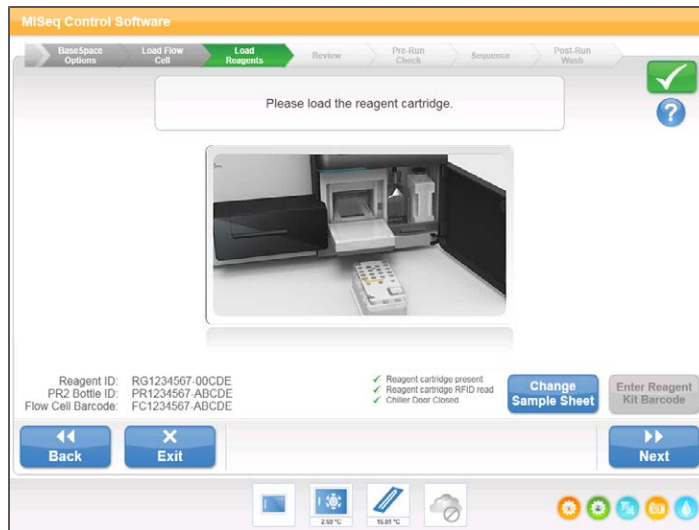 MiSeq Control Software
BaseSpace
Options
Load Flow
Cell
Load
Reagents
Review
Pre-Run
Check
Sequence
Post-Run
Wash
Please load the reagent cartridge.
Reagent ID: RG1234567-00CDE
PR2 Bottle ID: PR1234567-ABCDE
Flow Cell Barcode: FC1234567-ABCDE
Reagent cartridge present
Reagent cartridge RFID read
Chiller Door Closed
Change
Sample Sheet
Enter Reagent
Kit Barcode
Back
Exit
Next